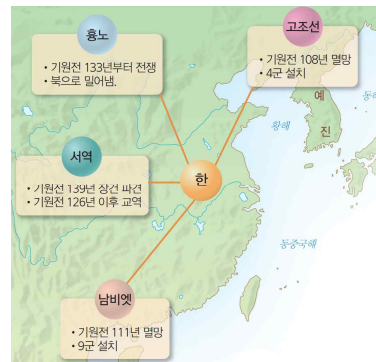 흉노
• 기원전 133년부터 전쟁
• 북으로 밀어냄.
고조선
• 기원전 108년 멸망
• 4군 설치
예
진
황해
서역
• 기원전 139년 장건 파견
• 기원전 126년 이후 교역
한
동중국해
남비엣
• 기원전 111년 멸망
• 9군 설치